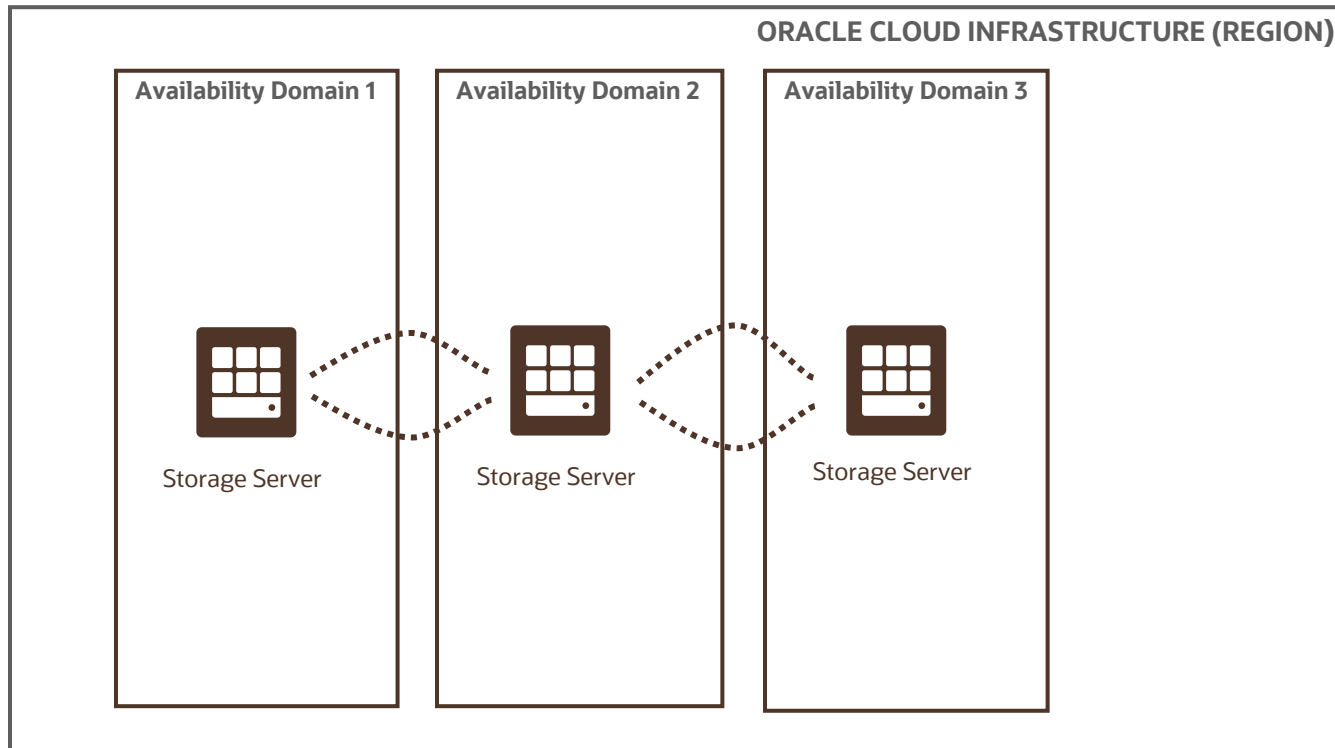 ORACLE CLOUD INFRASTRUCTURE (REGION)
Availability Domain 1
Availability Domain 2
Availability Domain 3
Storage Server
Storage Server
Storage Server